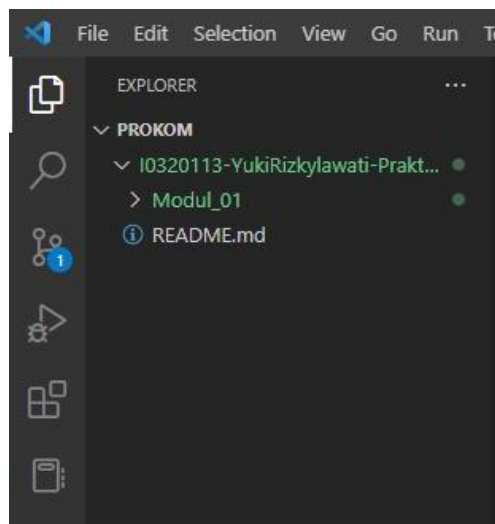 File Edit Selection View Go Run
EXPLORER ...
PROKOM
I0320113-YukiRizkylawati-Prakt...
Modul_01
README.md
1